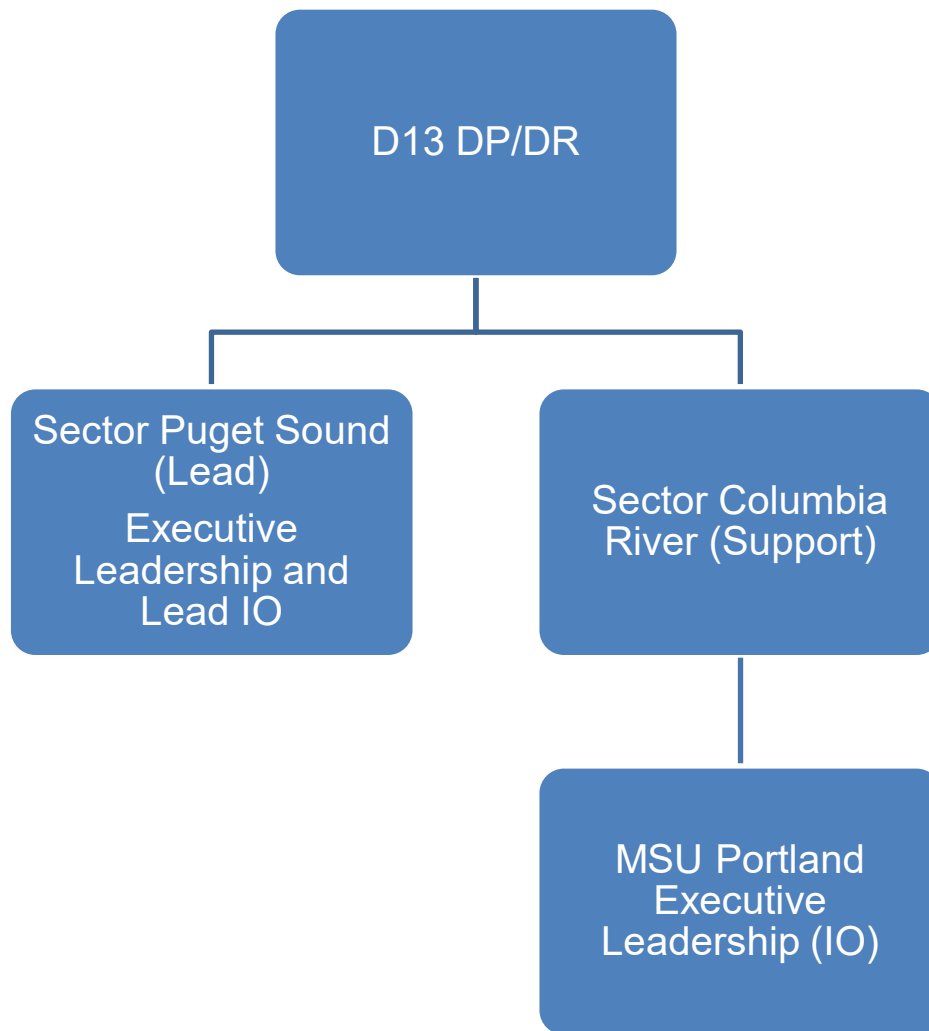 D13 DP/DR
Sector Puget Sound
(Lead)
Executive
Leadership and
Lead IO
Sector Columbia
River (Support)
MSU Portland
Executive
Leadership (IO)